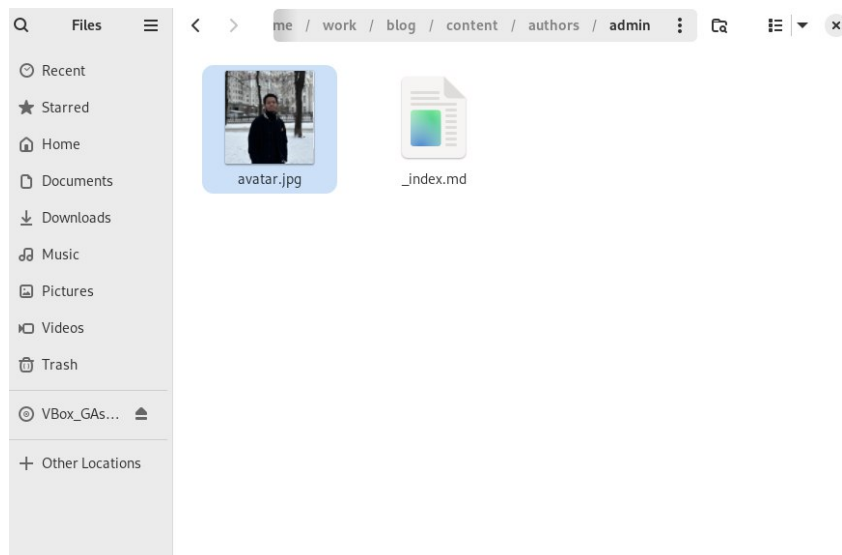 Files
me / work / blog / content / authors / admin
Recent
Starred
Home
Documents
Downloads
Music
Pictures
Videos
Trash
VBox_GAs...
Other Locations
avatar.jpg
_index.md